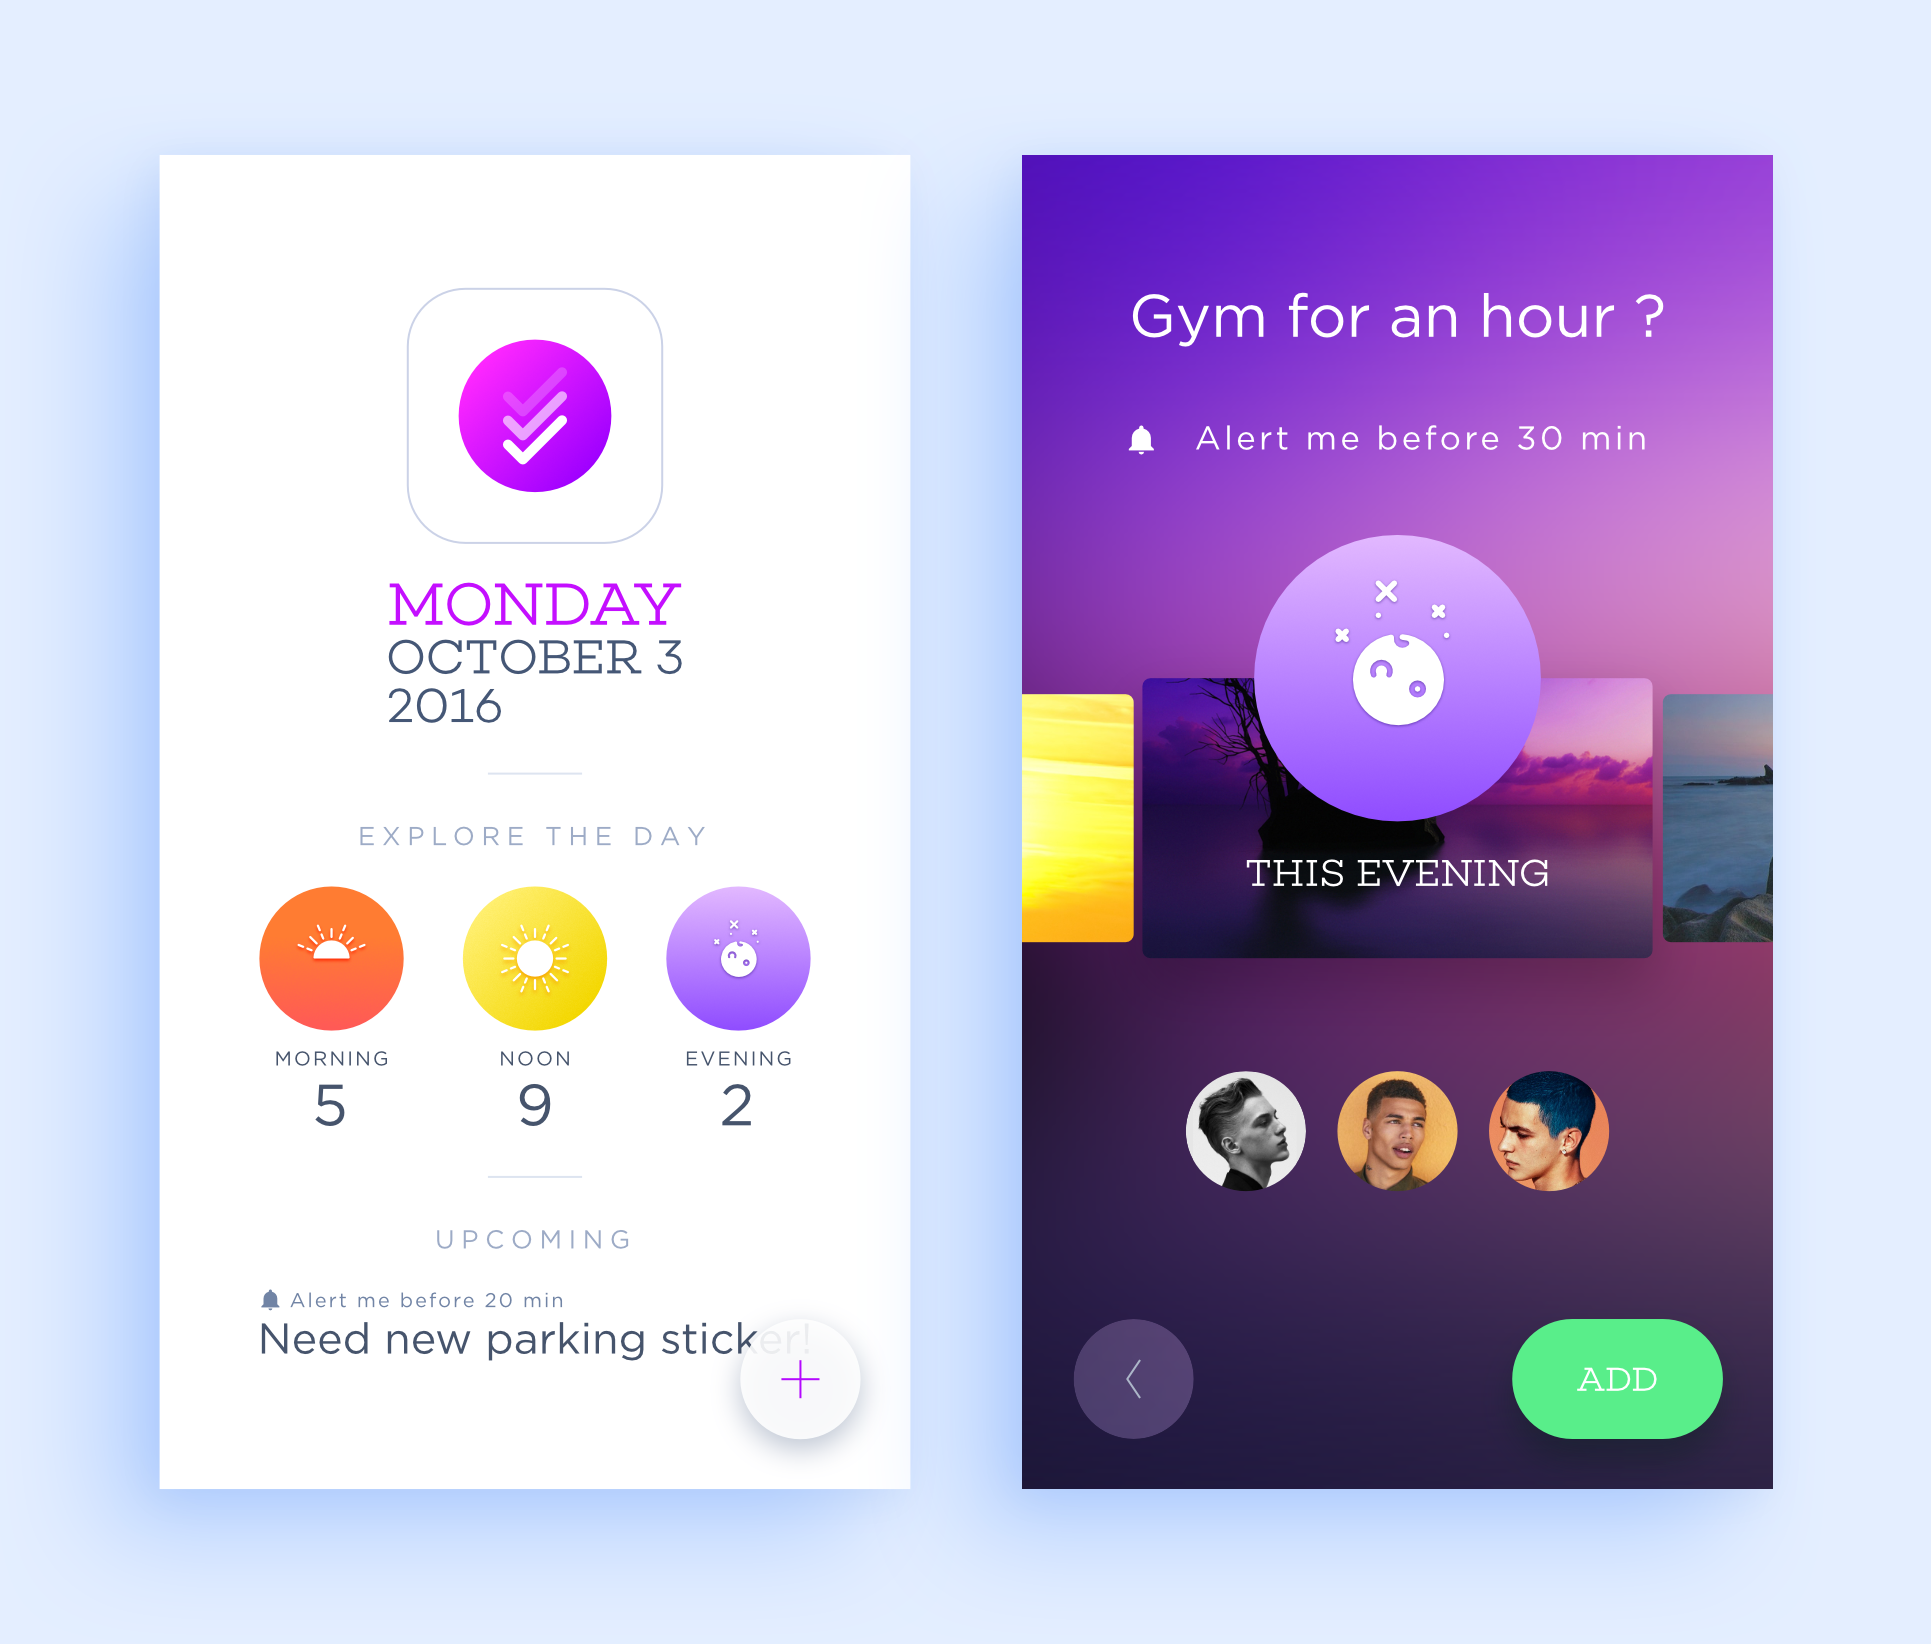 MONDAY
OCTOBER 3
2016
EXPLORE THE DAY
MORNING
5
NOON
9
EVENING
2
UPCOMING
Alert me before 20 min
Need new parking sticker!
Gym for an hour ?
Alert me before 30 min
THIS EVENING
ADD